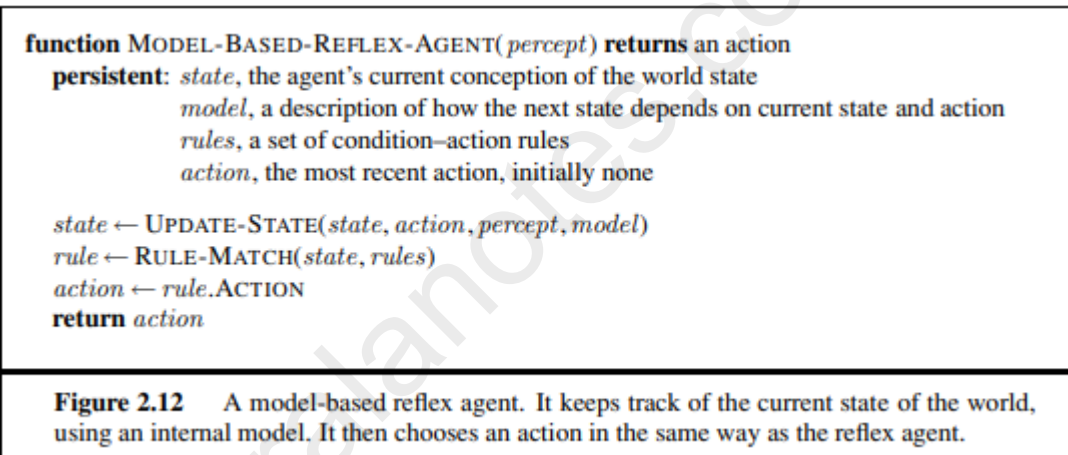 function MODEL-BASED-REFLEX-AGENT(percept) returns an action
persistent: state, the agent's current conception of the world state
model, a description of how the next state depends on current state and action
rules, a set of condition–action rules
action, the most recent action, initially none
state ← UPDATE-STATE(state, action, percept, model)
rule ← RULE-MATCH(state, rules)
action ← rule.ACTION
return action
Figure 2.12 A model-based reflex agent. It keeps track of the current state of the world,
using an internal model. It then chooses an action in the same way as the reflex agent.